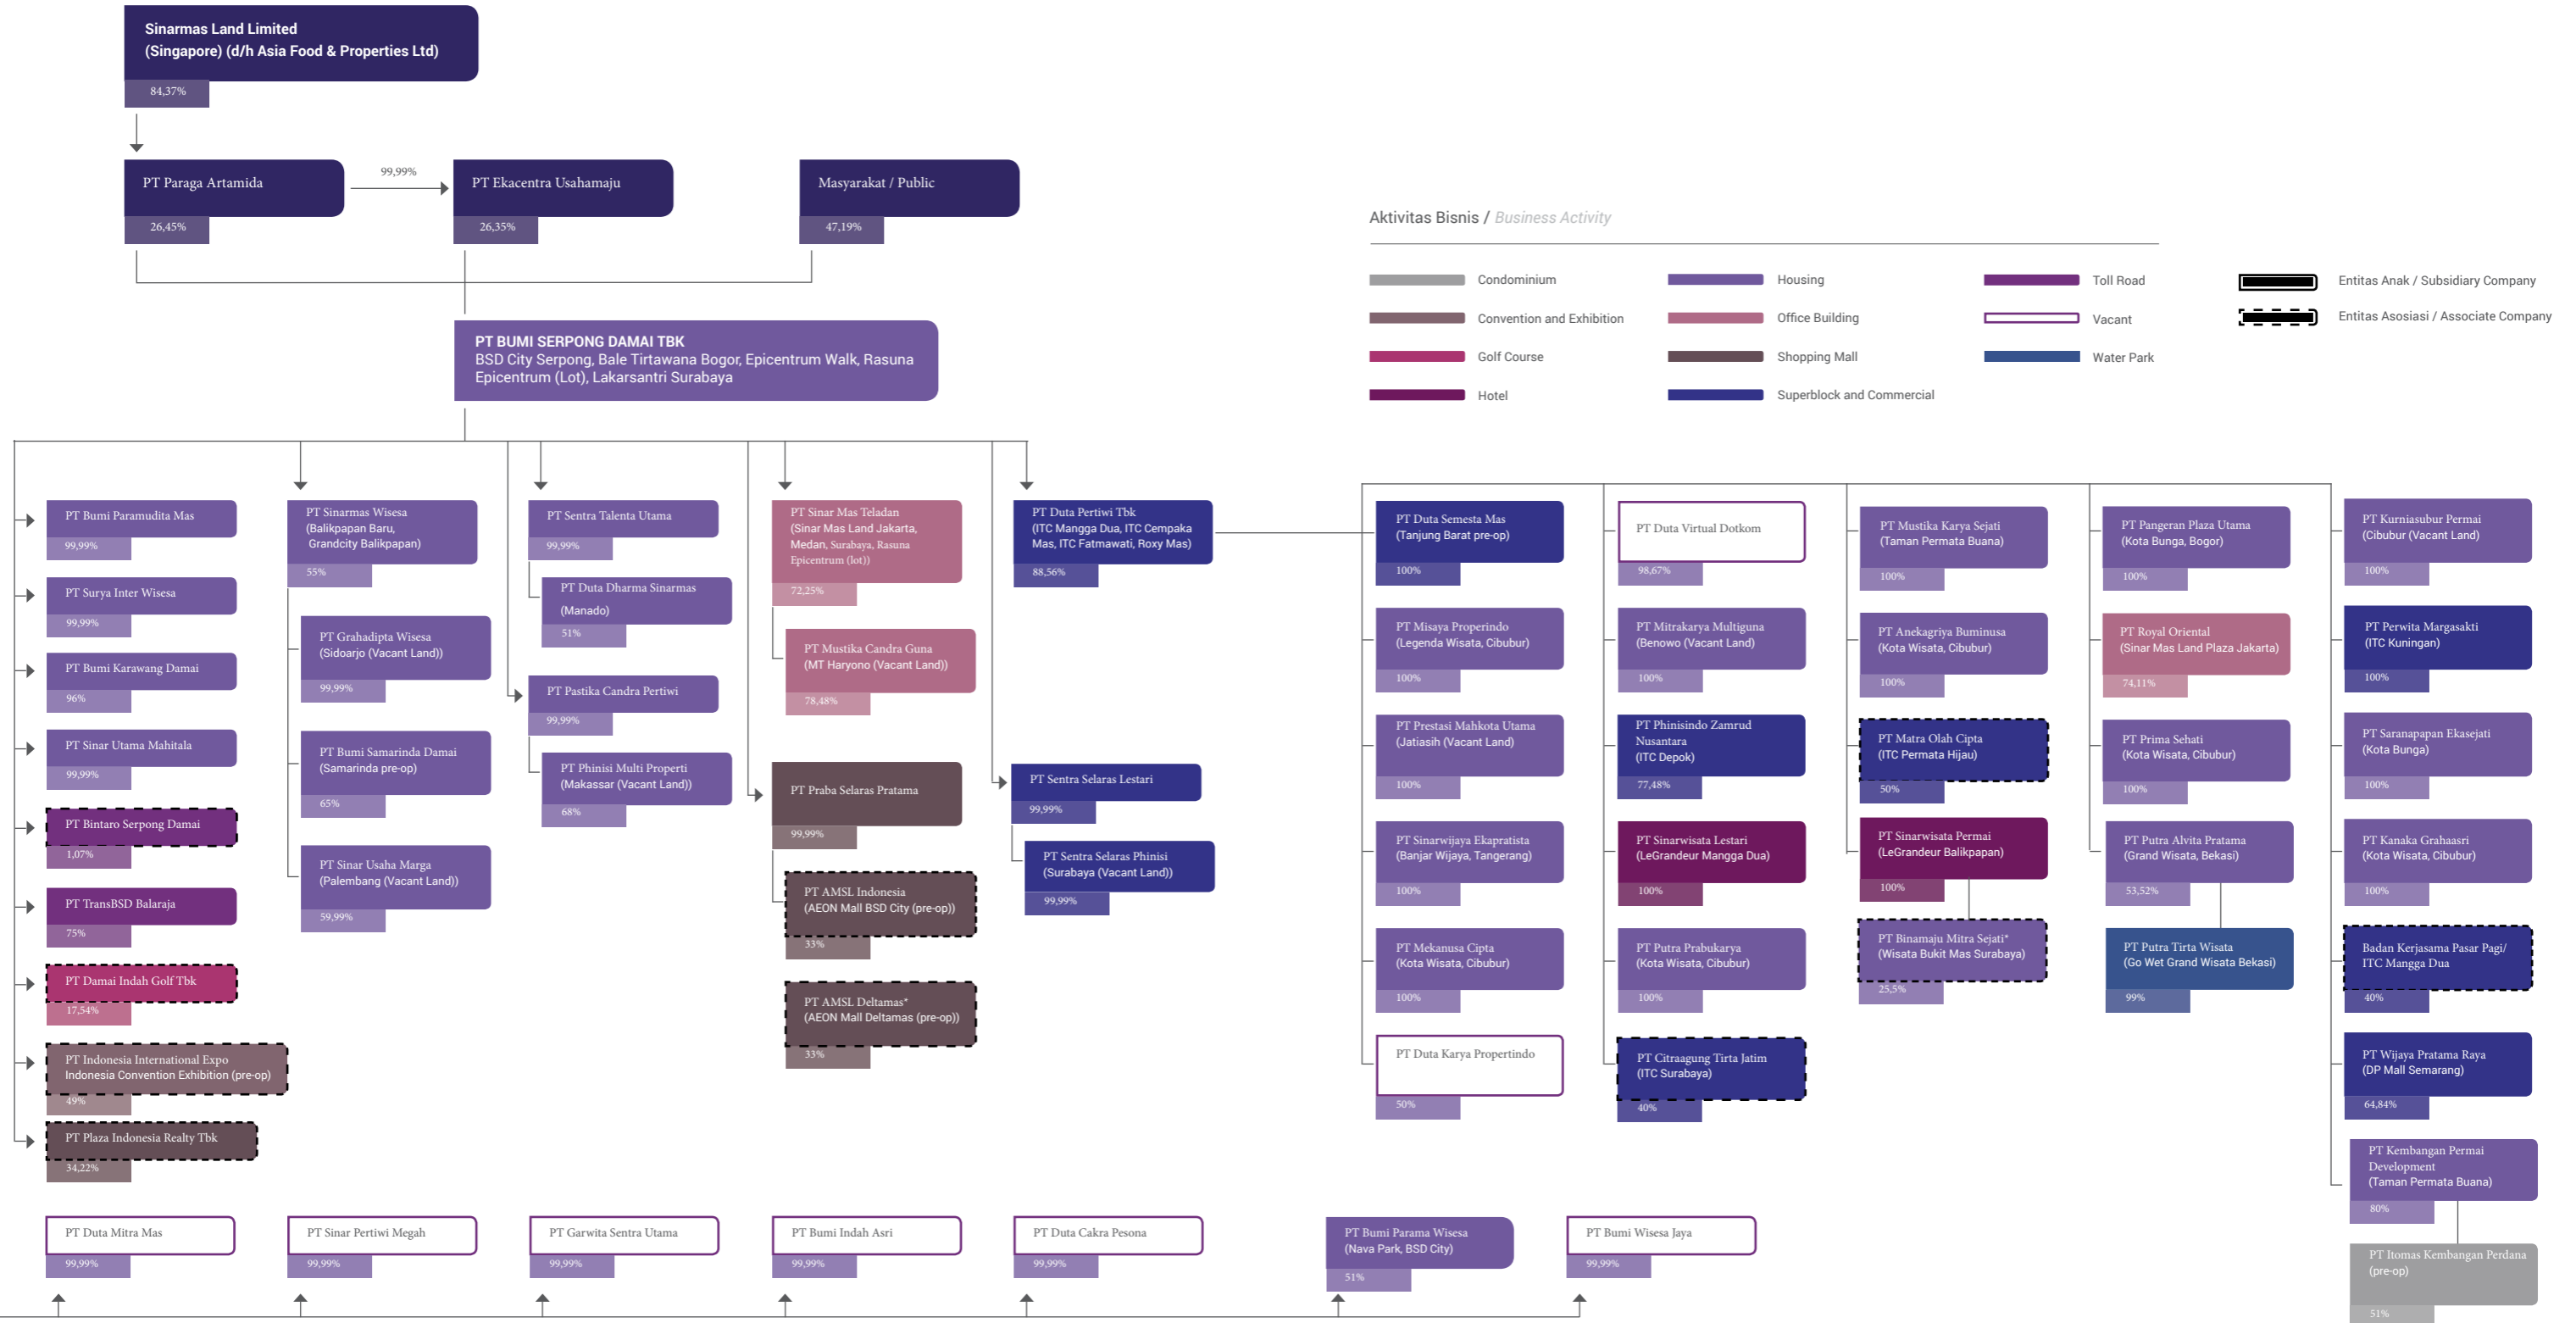 Sinarmas Land Limited
(Singapore) (d/h Asia Food & Properties Ltd)
84,37%
PT Paraga Artamida
26,45%
99,99%
PT Ekacentra Usahamaju
26,35%
Masyarakat / Public
47,19%
PT BUMI SERPONG DAMAI TBK
BSD City Serpong, Bale Tirtawana Bogor, Epicentrum Walk, Rasuna
Epicentrum (Lot), Lakarsantri Surabaya
Aktivitas Bisnis / Business Activity
Condominium
Convention and Exhibition
Golf Course
Hotel
Housing
Office Building
Shopping Mall
Superblock and Commercial
Toll Road
Vacant
Water Park
Entitas Anak / Subsidiary Company
Entitas Asosiasi / Associate Company
PT Bumi Paramudita Mas
99,99%
PT Surya Inter Wisesa
99,99%
PT Bumi Karawang Damai
96%
PT Sinar Utama Mahitala
99,99%
PT Bintaro Serpong Damai
1,07%
PT TransBSD Balaraja
75%
PT Damai Indah Golf Tbk
17,54%
PT Indonesia International Expo
Indonesia Convention Exhibition (pre-op)
49%
PT Plaza Indonesia Realty Tbk
34,22%
PT Sinarmas Wisesa
(Balikpapan Baru,
Grandcity Balikpapan)
55%
PT Grahadipta Wisesa
(Sidoarjo (Vacant Land))
99,99%
PT Bumi Samarinda Damai
(Samarinda pre-op)
65%
PT Sinar Usaha Marga
(Palembang (Vacant Land))
59,99%
PT Sentra Talenta Utama
99,99%
PT Duta Dharma Sinarmas
(Manado)
51%
PT Pastika Candra Pertiwi
99,99%
PT Phinisi Multi Properti
(Makassar (Vacant Land))
68%
PT Sinar Mas Teladan
(Sinar Mas Land Jakarta,
Medan, Surabaya, Rasuna
Epicentrum (lot))
72,25%
PT Mustika Candra Guna
(MT Haryono (Vacant Land))
78,48%
PT Praba Selaras Pratama
99,99%
PT AMSL Indonesia
(AEON Mall BSD City (pre-op))
33%
PT AMSL Deltamas*
(AEON Mall Deltamas (pre-op))
33%
PT Duta Pertiwi Tbk
(ITC Mangga Dua, ITC Cempaka
Mas, ITC Fatmawati, Roxy Mas)
88,56%
PT Sentra Selaras Lestari
99,99%
PT Sentra Selaras Phinisi
(Surabaya (Vacant Land))
99,99%
PT Duta Semesta Mas
(Tanjung Barat pre-op)
100%
PT Misaya Properindo
(Legenda Wisata, Cibubur)
100%
PT Prestasi Mahkota Utama
(Jatiasih (Vacant Land)
100%
PT Sinarwijaya Ekapratista
(Banjar Wijaya, Tangerang)
100%
PT Mekanusa Cipta
(Kota Wisata, Cibubur)
100%
PT Duta Karya Propertindo
50%
PT Duta Virtual Dotkom
98,67%
PT Mitrakarya Multiguna
(Benowo (Vacant Land)
100%
PT Phinisindo Zamrud
Nusantara
(ITC Depok)
77,48%
PT Sinarwisata Lestari
(LeGrandeur Mangga Dua)
100%
PT Putra Prabukarya
(Kota Wisata, Cibubur)
100%
PT Citraagung Tirta Jatim
(ITC Surabaya)
40%
PT Mustika Karya Sejati
(Taman Permata Buana)
100%
PT Anekagriya Buminusa
(Kota Wisata, Cibubur)
100%
PT Matra Olah Cipta
(ITC Permata Hijau)
50%
PT Sinarwisata Permai
(LeGrandeur Balikpapan)
100%
PT Binamaju Mitra Sejati*
(Wisata Bukit Mas Surabaya)
25,5%
PT Pangeran Plaza Utama
(Kota Bunga, Bogor)
100%
PT Royal Oriental
(Sinar Mas Land Plaza Jakarta)
74,11%
PT Prima Sehati
(Kota Wisata, Cibubur)
100%
PT Putra Alvita Pratama
(Grand Wisata, Bekasi)
53,52%
PT Putra Tirta Wisata
(Go Wet Grand Wisata Bekasi)
99%
PT Kurniasubur Permai
(Cibubur (Vacant Land)
100%
PT Perwita Margasakti
(ITC Kuningan)
100%
PT Saranapapan Ekasejati
(Kota Bunga)
100%
PT Kanaka Grahaasri
(Kota Wisata, Cibubur)
100%
Badan Kerjasama Pasar Pagi/
ITC Mangga Dua
40%
PT Wijaya Pratama Raya
(DP Mall Semarang)
64,84%
PT Kembangan Permai
Development
(Taman Permata Buana)
80%
PT Itomas Kembangan Perdana
(pre-op)
51%
PT Duta Mitra Mas
99,99%
PT Sinar Pertiwi Megah
99,99%
PT Garwita Sentra Utama
99,99%
PT Bumi Indah Asri
99,99%
PT Duta Cakra Pesona
99,99%
PT Bumi Parama Wisesa
(Nava Park, BSD City)
51%
PT Bumi Wisesa Jaya
99,99%